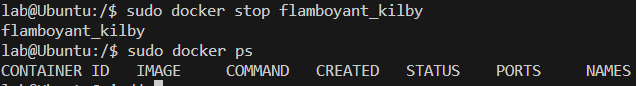 lab@Ubuntu:/$ sudo docker stop flamboyant_kilby
flamboyant_kilby
lab@Ubuntu:/$ sudo docker ps
CONTAINER ID   IMAGE     COMMAND   CREATED   STATUS    PORTS     NAMES